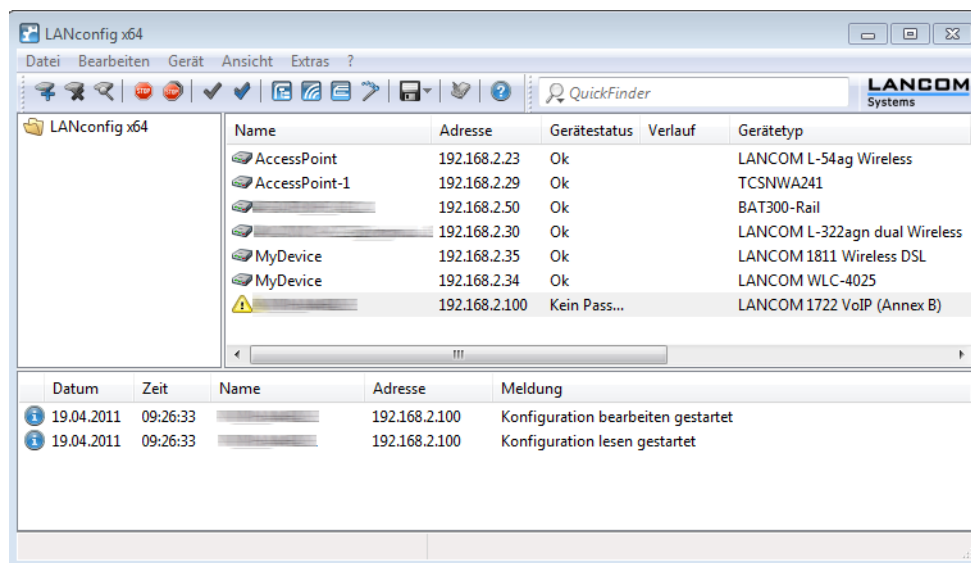 LANconfig x64
Datei Bearbeiten Gerät Ansicht Extras ?
STOP STOP QuickFinder LANCOM
Systems
LANconfig x64
Name Adresse Gerätestatus Verlauf Gerätetyp
AccessPoint 192.168.2.23 Ok LANCOM L-54ag Wireless
AccessPoint-1 192.168.2.29 Ok TCSNWA241
192.168.2.50 Ok BAT300-Rail
192.168.2.30 Ok LANCOM L-322agn dual Wireless
MyDevice 192.168.2.35 Ok LANCOM 1811 Wireless DSL
MyDevice 192.168.2.34 Ok LANCOM WLC-4025
192.168.2.100 Kein Pass... LANCOM 1722 VoIP (Annex B)
Datum Zeit Name Adresse Meldung
19.04.2011 09:26:33 192.168.2.100 Konfiguration bearbeiten gestartet
19.04.2011 09:26:33 192.168.2.100 Konfiguration lesen gestartet